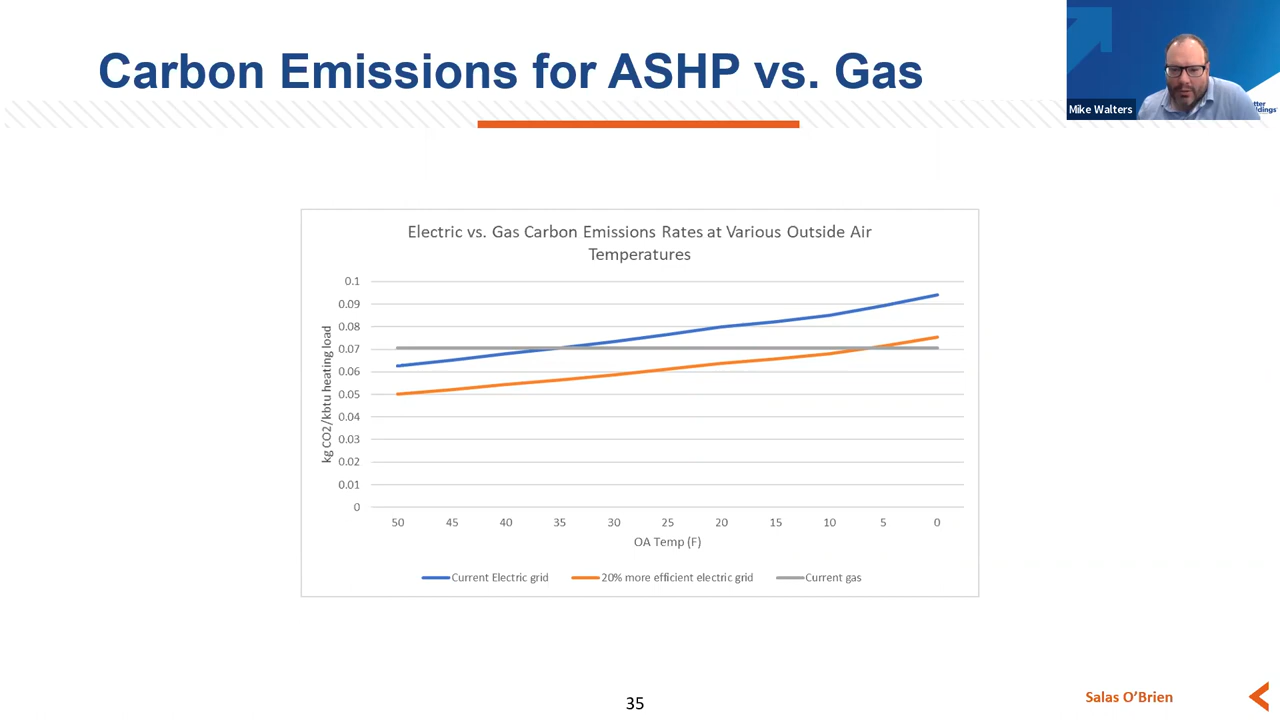 Carbon Emissions for ASHP vs. Gas
Mike Walters
Electric vs. Gas Carbon Emissions Rates at Various Outside Air
Temperatures
kg CO2/kbtu heating load
0.1
0.09
0.08
0.07
0.06
0.05
0.04
0.03
0.02
0.01
0
50 45 40 35 30 25 20 15 10 5 0
OA Temp (F)
Current Electric grid 20% more efficient electric grid Current gas
35
Salas O’Brien